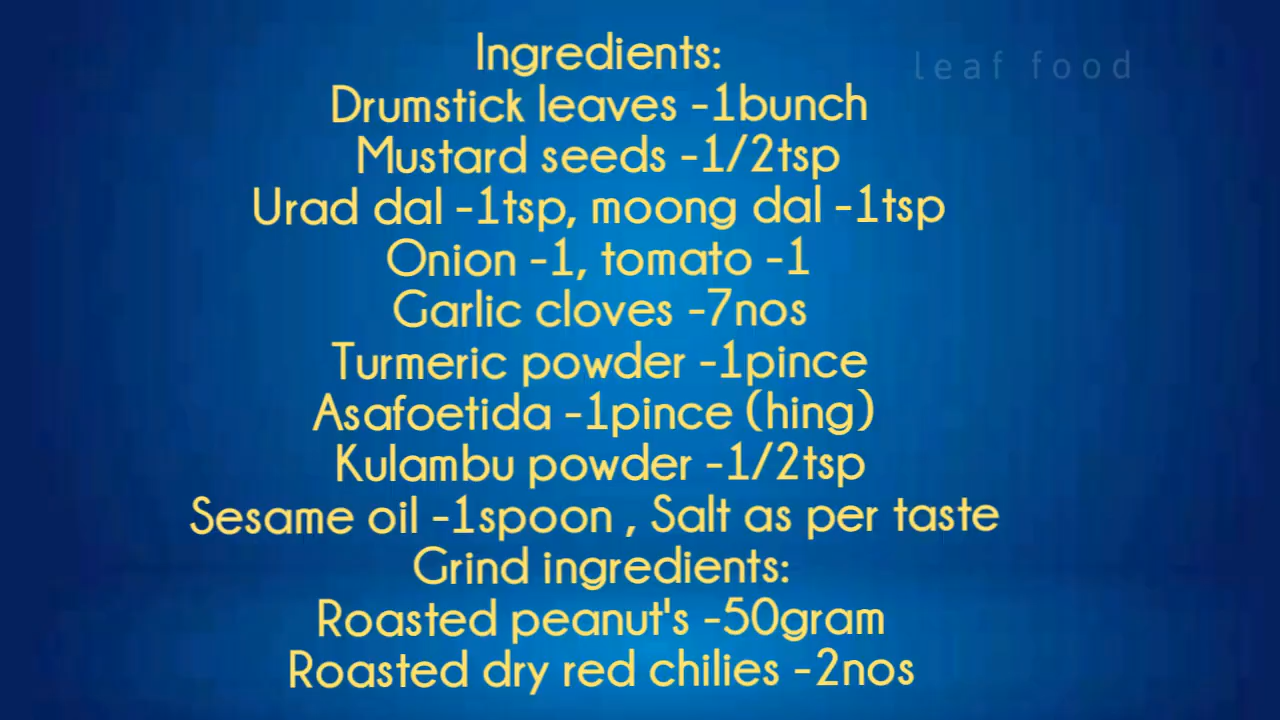 Ingredients:
leaf food
Drumstick leaves -1bunch
Mustard seeds -1/2tsp
Urad dal -1tsp, moong dal -1tsp
Onion -1, tomato -1
Garlic cloves -7nos
Turmeric powder -1pince
Asafoetida -1pince (hing)
Kulambu powder -1/2tsp
Sesame oil -1spoon , Salt as per taste
Grind ingredients:
Roasted peanut's -50gram
Roasted dry red chilies -2nos